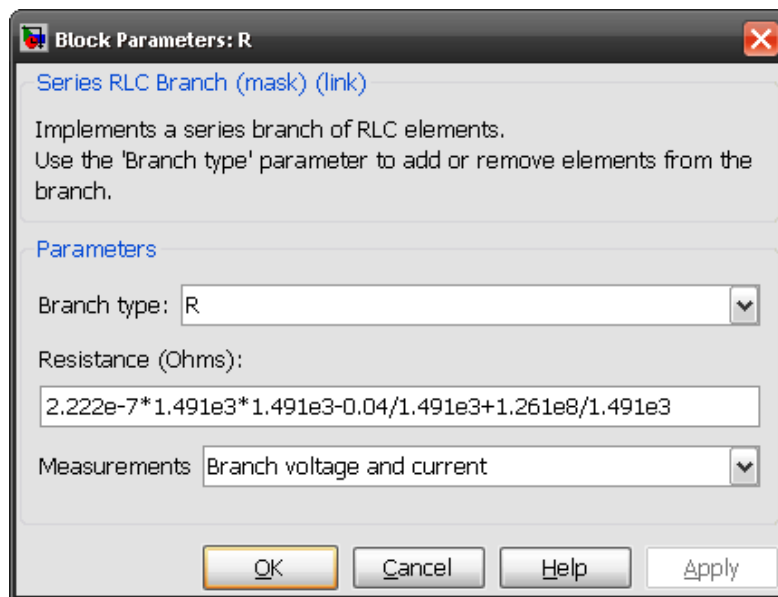 Block Parameters: R
Series RLC Branch (mask) (link)
Implements a series branch of RLC elements.
Use the 'Branch type' parameter to add or remove elements from the
branch.
Parameters
Branch type: R
Resistance (Ohms):
2.222e-7*1.491e3*1.491e3-0.04/1.491e3+1.261e8/1.491e3
Measurements Branch voltage and current
OK Cancel Help Apply